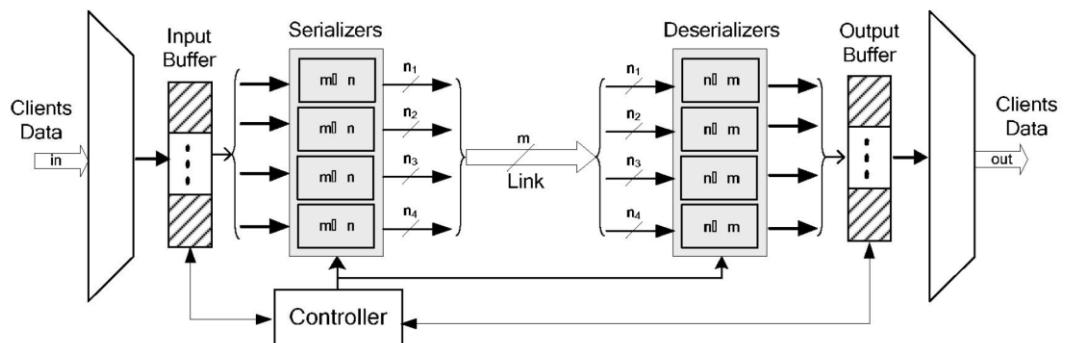 Clients
Data
in
Input
Buffer
Serializers
m▯ n
m▯ n
m▯ n
m▯ n
n₁
n₂
n₃
n₄
m
Link
n₁
n₂
n₃
n₄
Deserializers
n▯ m
n▯ m
n▯ m
n▯ m
Output
Buffer
Clients
Data
out
Controller